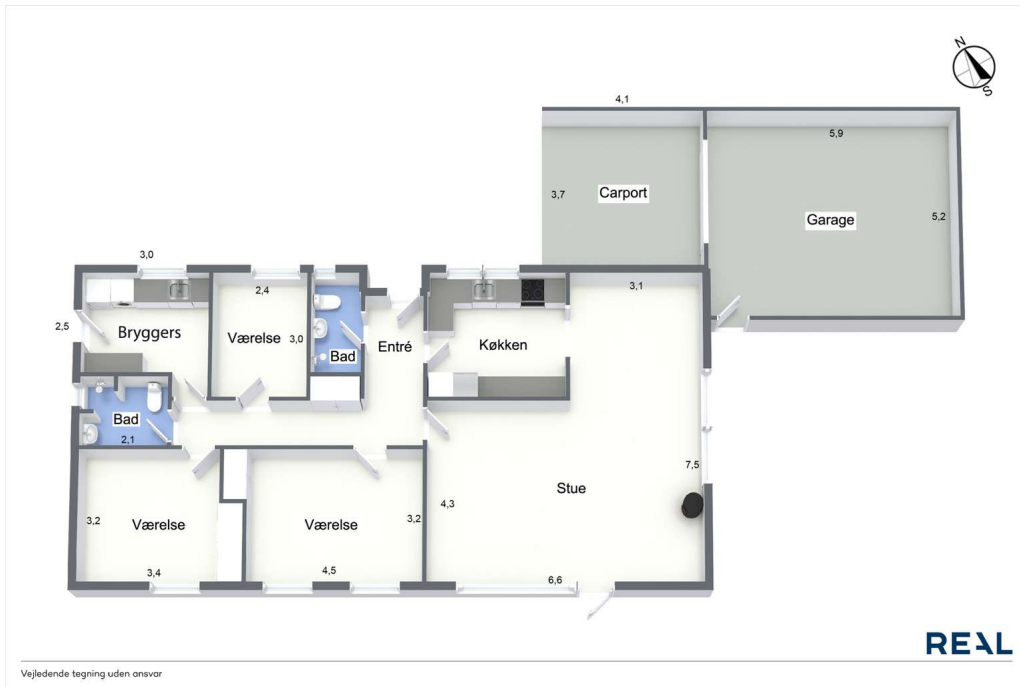 N
S
4,1
5,9
3,7
Carport
Garage
5,2
3,0
2,4
3,1
2,5
Bryggers
Værelse
3,0
Bad
Entré
Køkken
Bad
2,1
7,5
4,3
Stue
3,2
Værelse
3,4
Værelse
3,2
4,5
6,6
REAL
Vejledende tegning uden ansvar